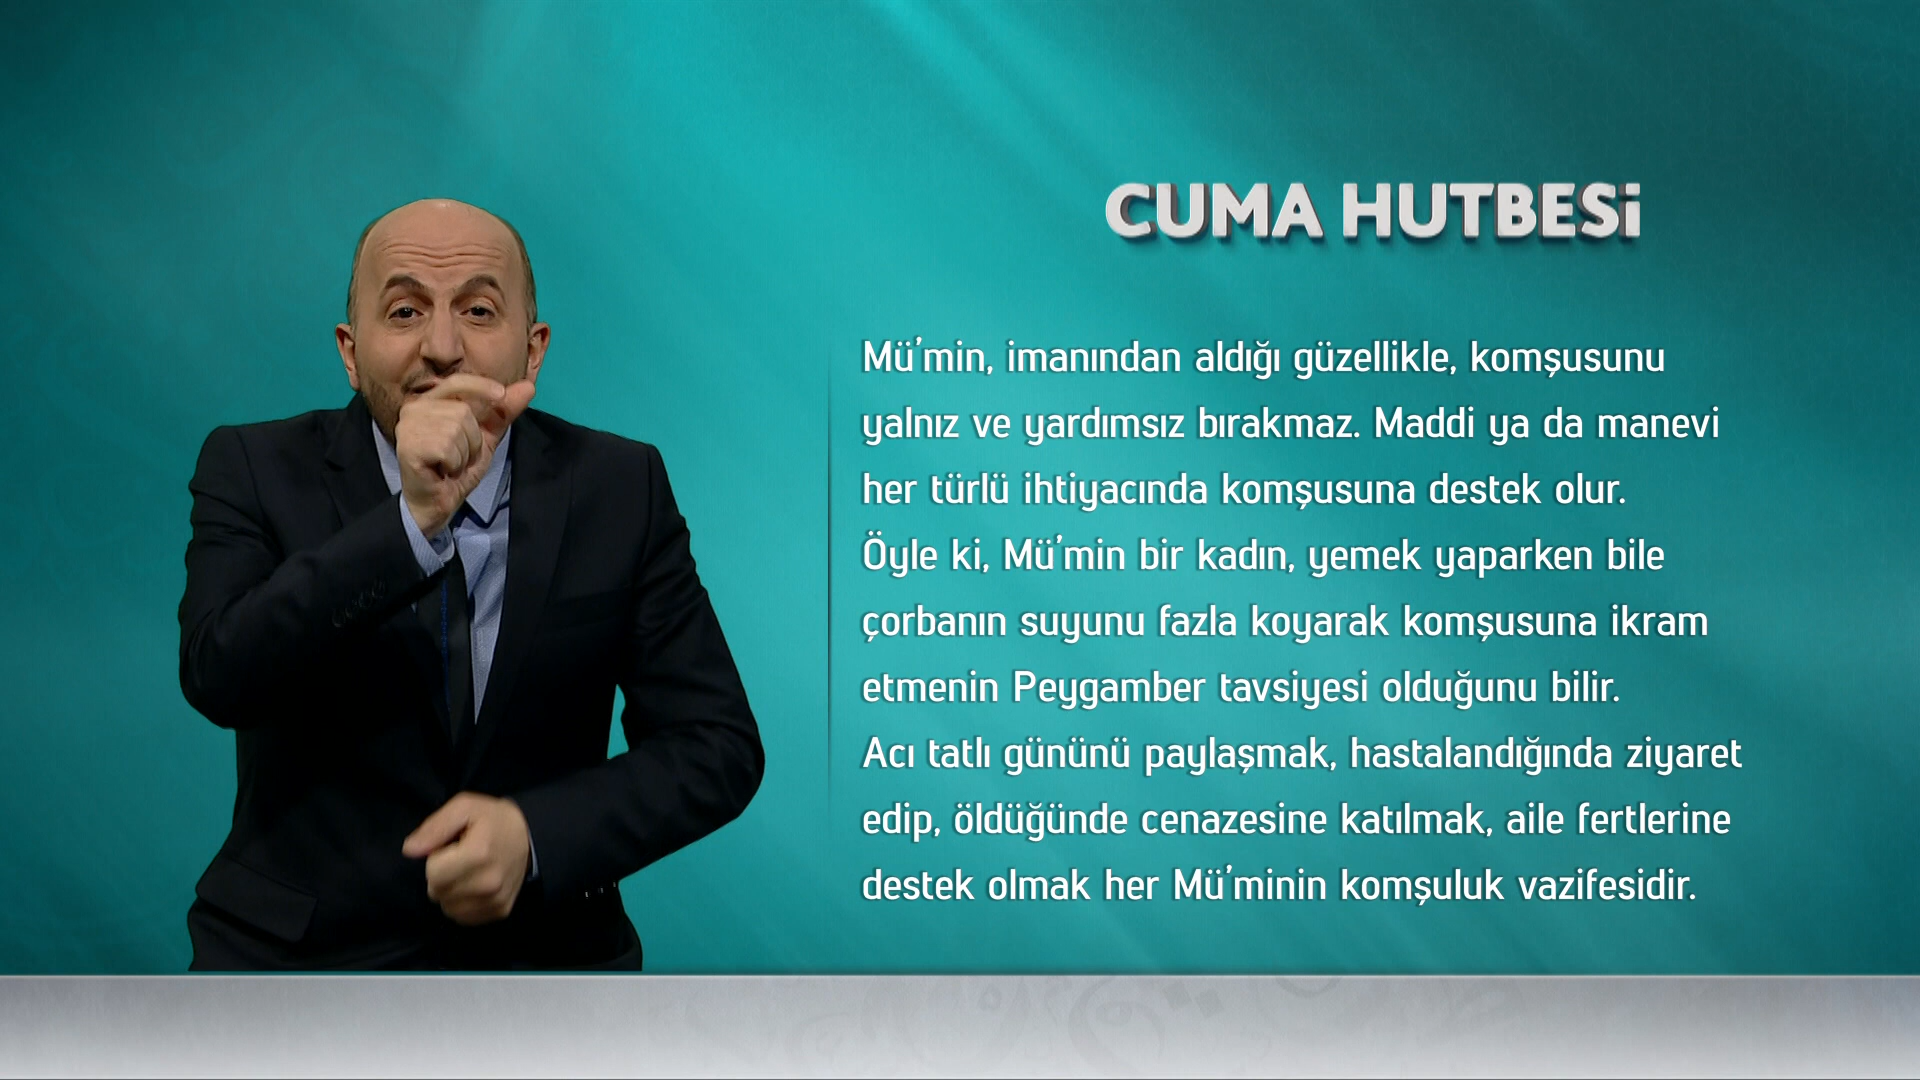 CUMA HUTBESİ
Mü'min, imanından aldığı güzellikle, komşusunu
yalnız ve yardımsız bırakmaz. Maddi ya da manevi
her türlü ihtiyacında komşusuna destek olur.
Öyle ki, Mü'min bir kadın, yemek yaparken bile
çorbanın suyunu fazla koyarak komşusuna ikram
etmenin Peygamber tavsiyesi olduğunu bilir.
Acı tatlı gününü paylaşmak, hastalandığında ziyaret
edip, öldüğünde cenazesine katılmak, aile fertlerine
destek olmak her Mü'minin komşuluk vazifesidir.